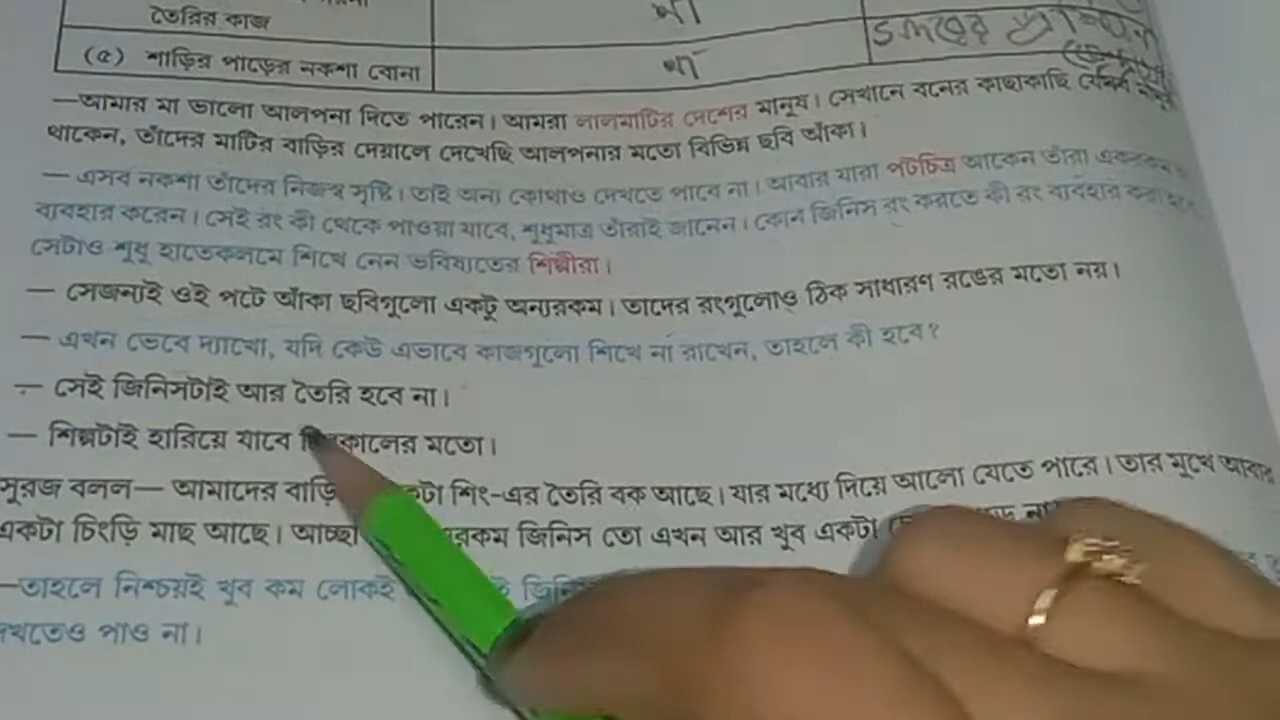 তৈরির কাজ
না
(৫) শাড়ির পাড়ের নকশা বোনা
না
—আমার মা ভালো আলপনা দিতে পারেন। আমরা লালমাটির দেশের মানুষ। সেখানে বনের কাছাকাছি যেসব
থাকেন, তাঁদের মাটির বাড়ির দেয়ালে দেখেছি আলপনার মতো বিভিন্ন ছবি আঁকা।
— এসব নকশা তাঁদের নিজস্ব সৃষ্টি। তাই অন্য কোথাও দেখতে পাবে না। আবার যারা পটচিত্র আঁকেন তাঁরা
ব্যবহার করেন। সেই রং কী থেকে পাওয়া যাবে, শুধুমাত্র তাঁরাই জানেন। কোন জিনিস রং করতে কী রং ব্যবহার করা
সেটাও শুধু হাতেকলমে শিখে নেন ভবিষ্যতের শিল্পীরা।
— সেজন্যই ওই পটে আঁকা ছবিগুলো একটু অন্যরকম। তাদের রংগুলোও ঠিক সাধারণ রঙের মতো নয়।
— এখন ভেবে দ্যাখো, যদি কেউ এভাবে কাজগুলো শিখে না রাখেন, তাহলে কী হবে?
— সেই জিনিসটাই আর তৈরি হবে না।
— শিল্পটাই হারিয়ে যাবে চিরকালের মতো।
সূরজ বলল— আমাদের বাড়ি শিং-এর তৈরি বক আছে। যার মধ্যে দিয়ে আলো যেতে পারে। তার মুখে আবার
একটা চিংড়ি মাছ আছে। আচ্ছা জিনিস তো এখন আর খুব একটা
—তাহলে নিশ্চয়ই খুব কম লোকই
পাও না।